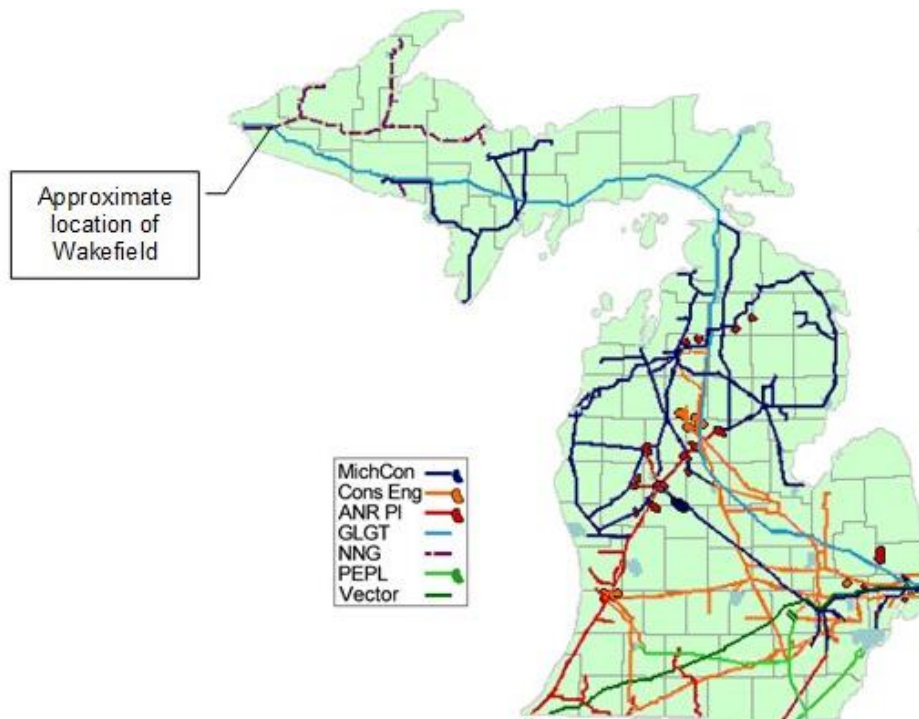 Approximate
location of
Wakefield
MichCon
Cons Eng
ANR Pl
GLGT
NNG
PEPL
Vector